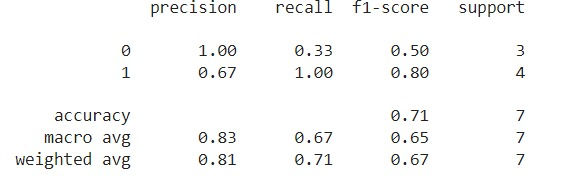 precision recall f1-score support
0 1.00 0.33 0.50 3
1 0.67 1.00 0.80 4
accuracy 0.71 7
macro avg 0.83 0.67 0.65 7
weighted avg 0.81 0.71 0.67 7